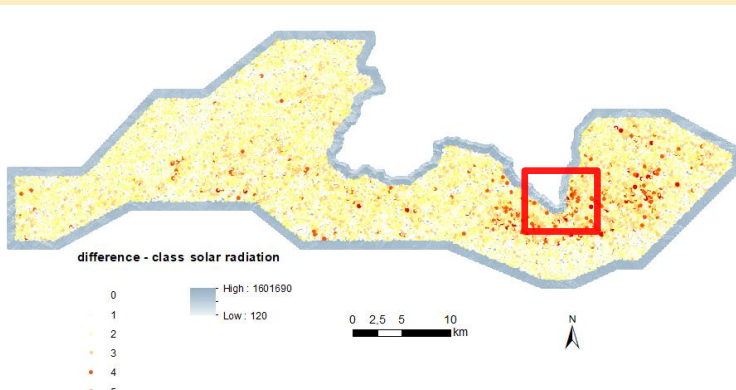 difference - class solar radiation
0
1
2
3
4
5
High : 1601690
Low : 120
0 2,5 5 10
km
N